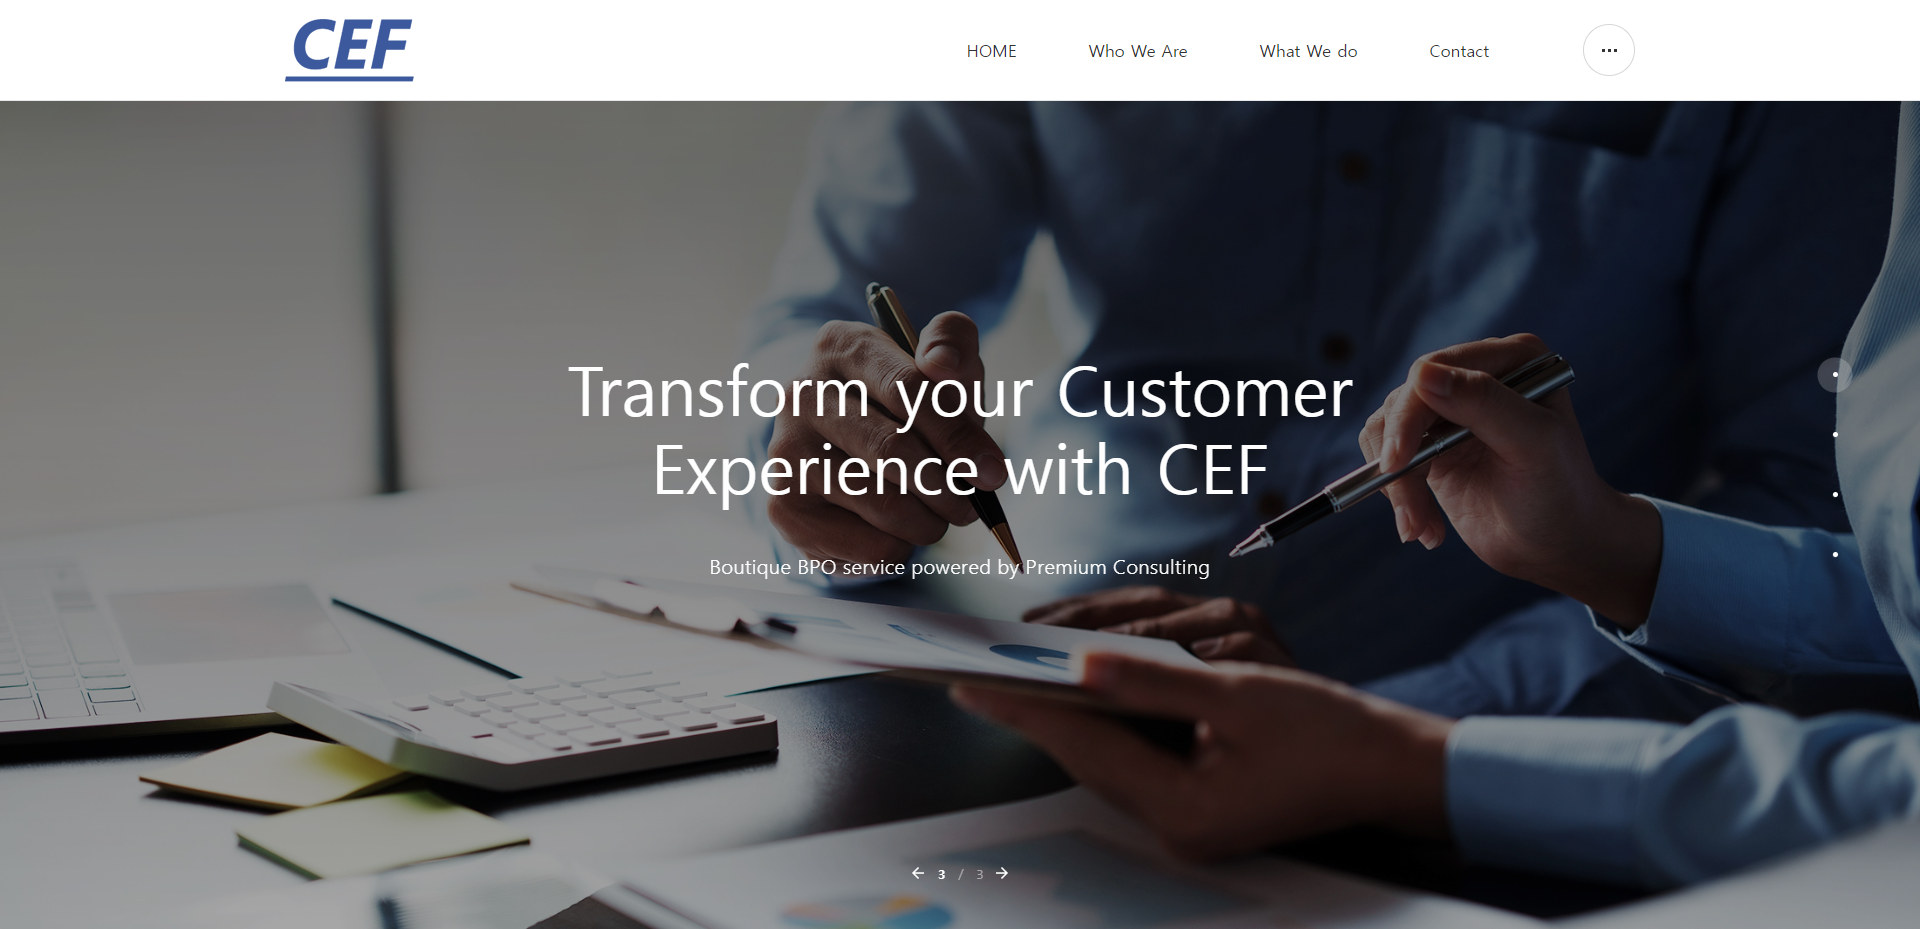 CEF
HOME
Who We Are
What We do
Contact
Transform your Customer
Experience with CEF
Boutique BPO service powered by Premium Consulting
3 / 3